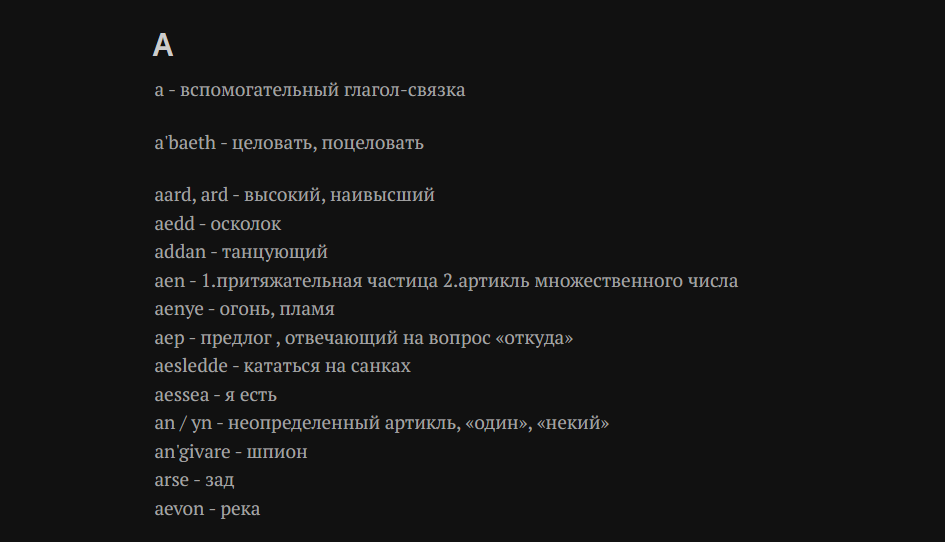 A
a - вспомогательный глагол-связка
a'baeth - целовать, поцеловать
aard, ard - высокий, наивысший
aedd - осколок
addan - танцующий
aen - 1.притяжательная частица 2.артикль множественного числа
aenye - огонь, пламя
aep - предлог , отвечающий на вопрос «откуда»
aesledde - кататься на санках
aessea - я есть
an / yn - неопределенный артикль, «один», «некий»
an'givare - шпион
arse - зад
aevon - река